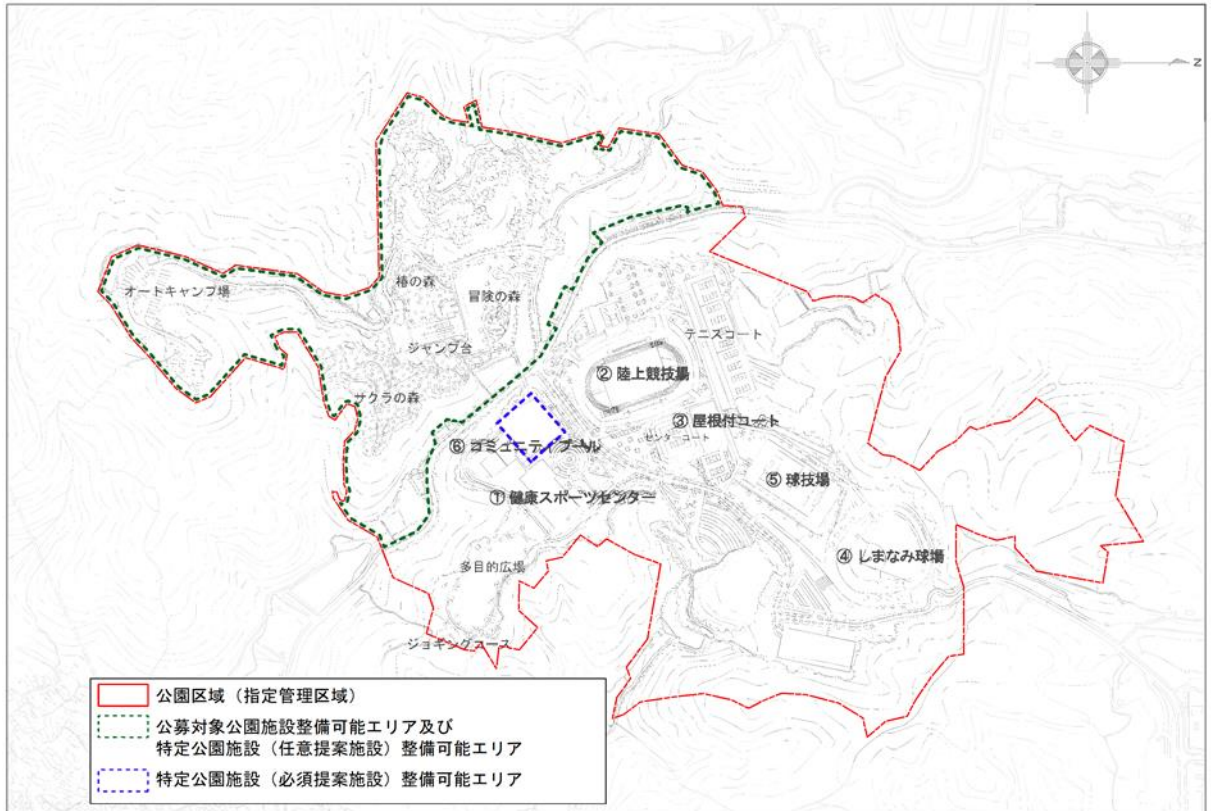 N
オートキャンプ場
椿の森
冒険の森
ジャンプ台
サクラの森
テニスコート
② 陸上競技場
③ 屋根付コート
センターコート
⑥ コミュニティプール
⑤ 球技場
① 健康スポーツセンター
④ しまなみ球場
多目的広場
ジョギングコース
公園区域（指定管理区域）
公募対象公園施設整備可能エリア及び
特定公園施設（任意提案施設）整備可能エリア
特定公園施設（必須提案施設）整備可能エリア